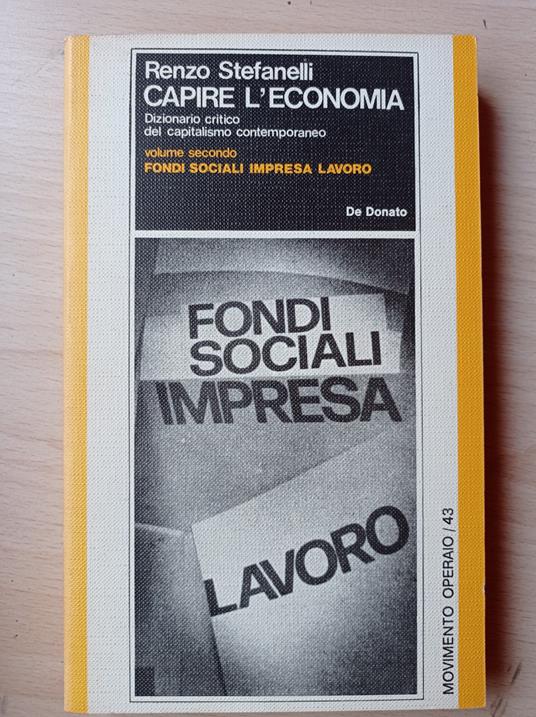 Renzo Stefanelli
CAPIRE L'ECONOMIA
Dizionario critico
del capitalismo contemporaneo
volume secondo
FONDI SOCIALI IMPRESA LAVORO
De Donato
FONDI
SOCIALI
IMPRESA
LAVORO
MOVIMENTO OPERAIO / 43